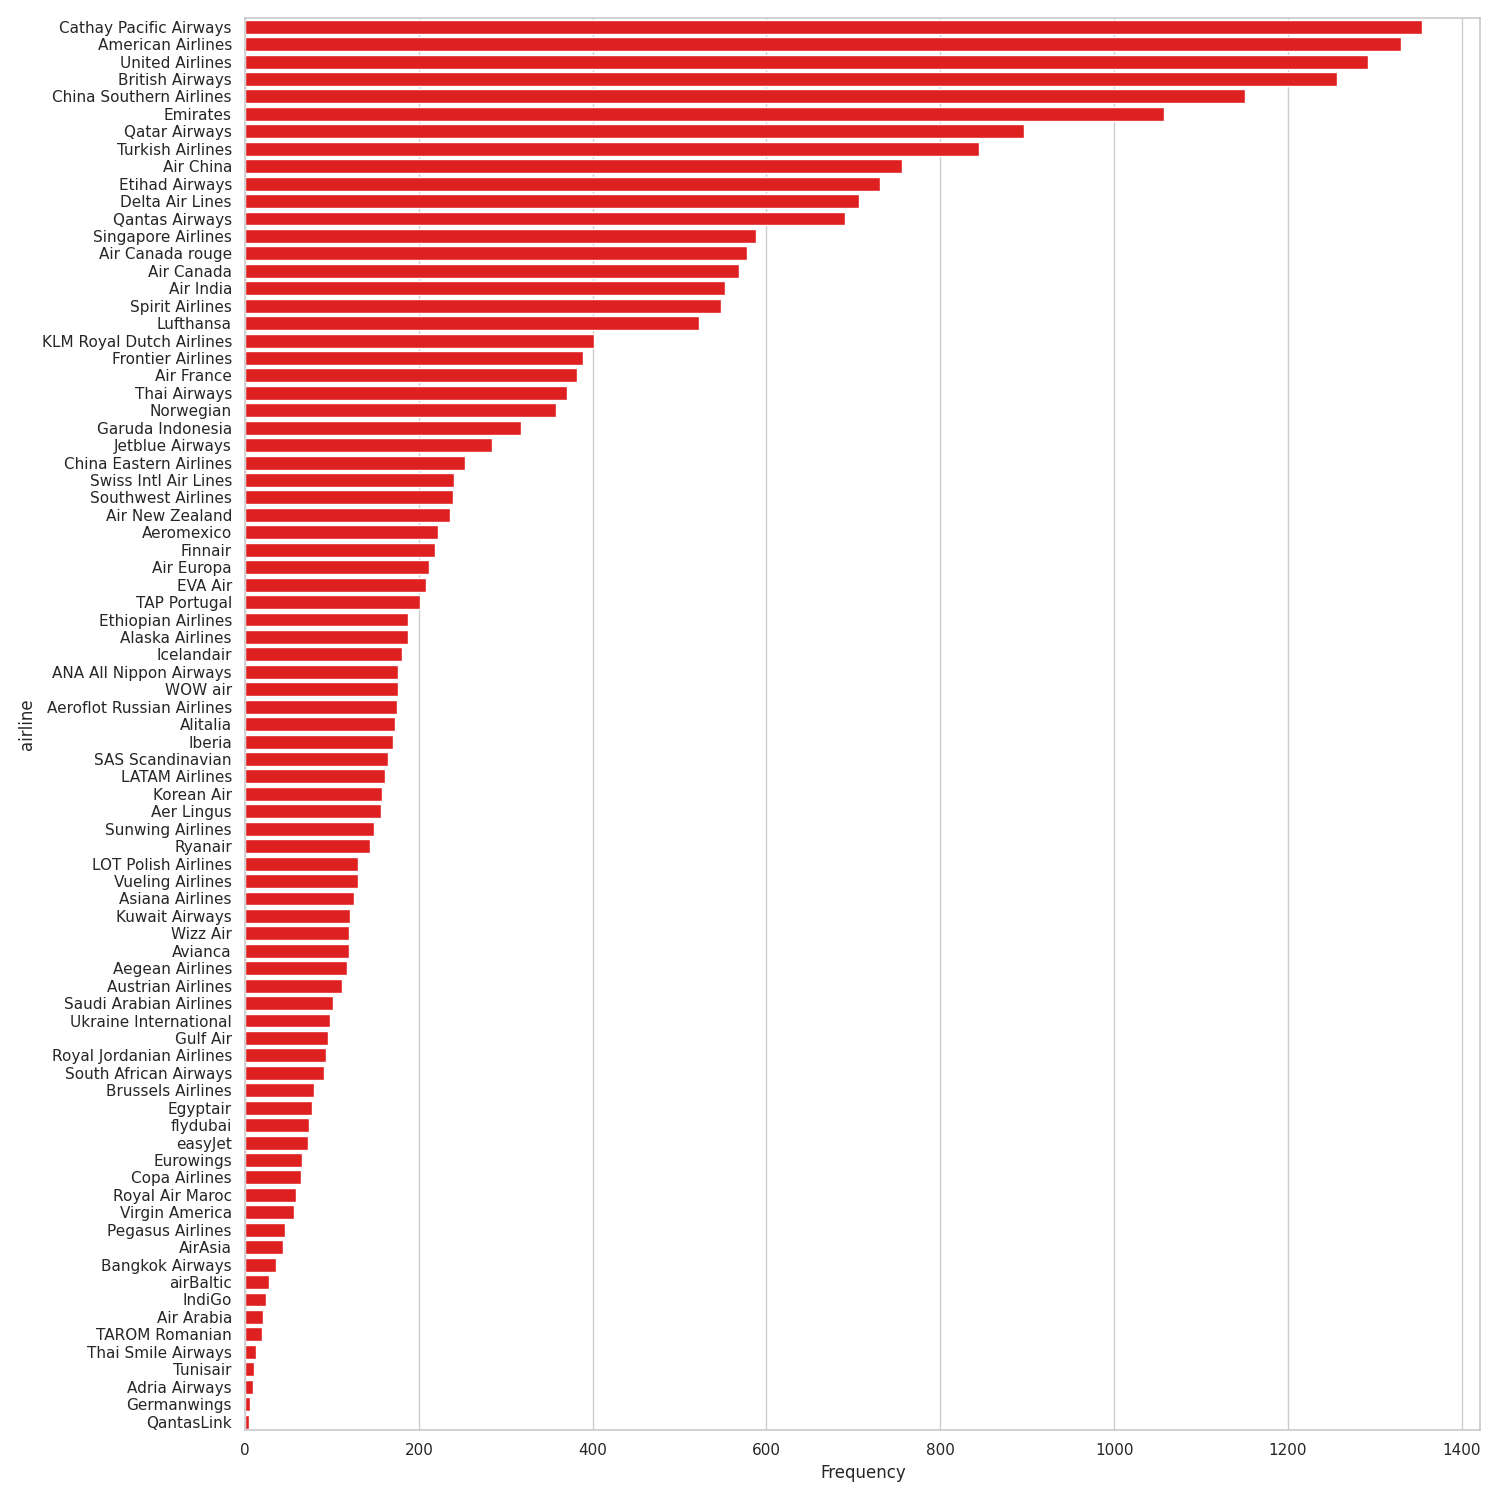 Cathay Pacific Airways
American Airlines
United Airlines
British Airways
China Southern Airlines
Emirates
Qatar Airways
Turkish Airlines
Air China
Etihad Airways
Delta Air Lines
Qantas Airways
Singapore Airlines
Air Canada rouge
Air Canada
Air India
Spirit Airlines
Lufthansa
KLM Royal Dutch Airlines
Frontier Airlines
Air France
Thai Airways
Norwegian
Garuda Indonesia
Jetblue Airways
China Eastern Airlines
Swiss Intl Air Lines
Southwest Airlines
Air New Zealand
Aeromexico
Finnair
Air Europa
EVA Air
TAP Portugal
Ethiopian Airlines
Alaska Airlines
Icelandair
ANA All Nippon Airways
WOW air
Aeroflot Russian Airlines
Alitalia
Iberia
SAS Scandinavian
LATAM Airlines
Korean Air
Aer Lingus
Sunwing Airlines
Ryanair
LOT Polish Airlines
Vueling Airlines
Asiana Airlines
Kuwait Airways
Wizz Air
Avianca
Aegean Airlines
Austrian Airlines
Saudi Arabian Airlines
Ukraine International
Gulf Air
Royal Jordanian Airlines
South African Airways
Brussels Airlines
Egyptair
flydubai
easyJet
Eurowings
Copa Airlines
Royal Air Maroc
Virgin America
Pegasus Airlines
AirAsia
Bangkok Airways
airBaltic
IndiGo
Air Arabia
TAROM Romanian
Thai Smile Airways
Tunisair
Adria Airways
Germanwings
QantasLink
airline
0 200 400 600 800 1000 1200 1400
Frequency